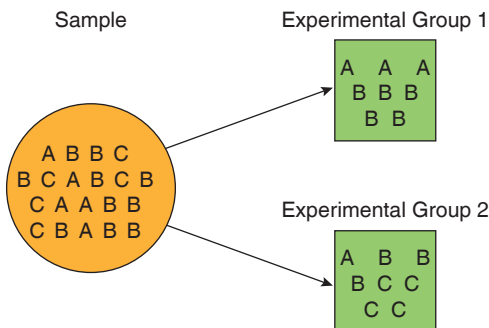 Sample
A B B C
B C A B C B
C A A B B
C B A B B
Experimental Group 1
A A A
B B B
B B
Experimental Group 2
A B B
B C C
C C